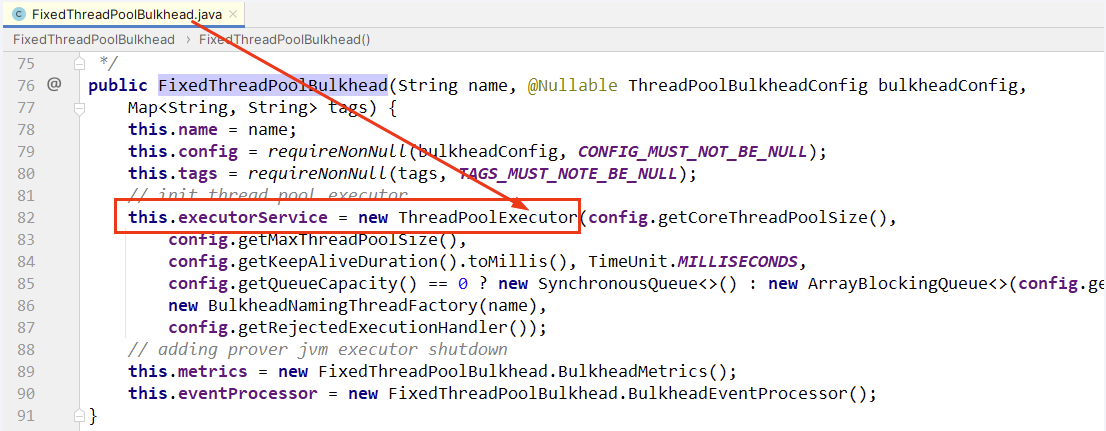 FixedThreadPoolBulkhead.java
FixedThreadPoolBulkhead › FixedThreadPoolBulkhead()
75 */
76 @ public FixedThreadPoolBulkhead(String name, @Nullable ThreadPoolBulkheadConfig bulkheadConfig,
77 Map<String, String> tags) {
78 this.name = name;
79 this.config = requireNonNull(bulkheadConfig, CONFIG_MUST_NOT_BE_NULL);
80 this.tags = requireNonNull(tags, TAGS_MUST_NOTE_BE_NULL);
81 // init thread pool executor
82 this.executorService = new ThreadPoolExecutor(config.getCoreThreadPoolSize(),
83 config.getMaxThreadPoolSize(),
84 config.getKeepAliveDuration().toMillis(), TimeUnit.MILLISECONDS,
85 config.getQueueCapacity() == 0 ? new SynchronousQueue<>() : new ArrayBlockingQueue<>(config.ge
86 new BulkheadNamingThreadFactory(name),
87 config.getRejectedExecutionHandler());
88 // adding prover jvm executor shutdown
89 this.metrics = new FixedThreadPoolBulkhead.BulkheadMetrics();
90 this.eventProcessor = new FixedThreadPoolBulkhead.BulkheadEventProcessor();
91 }